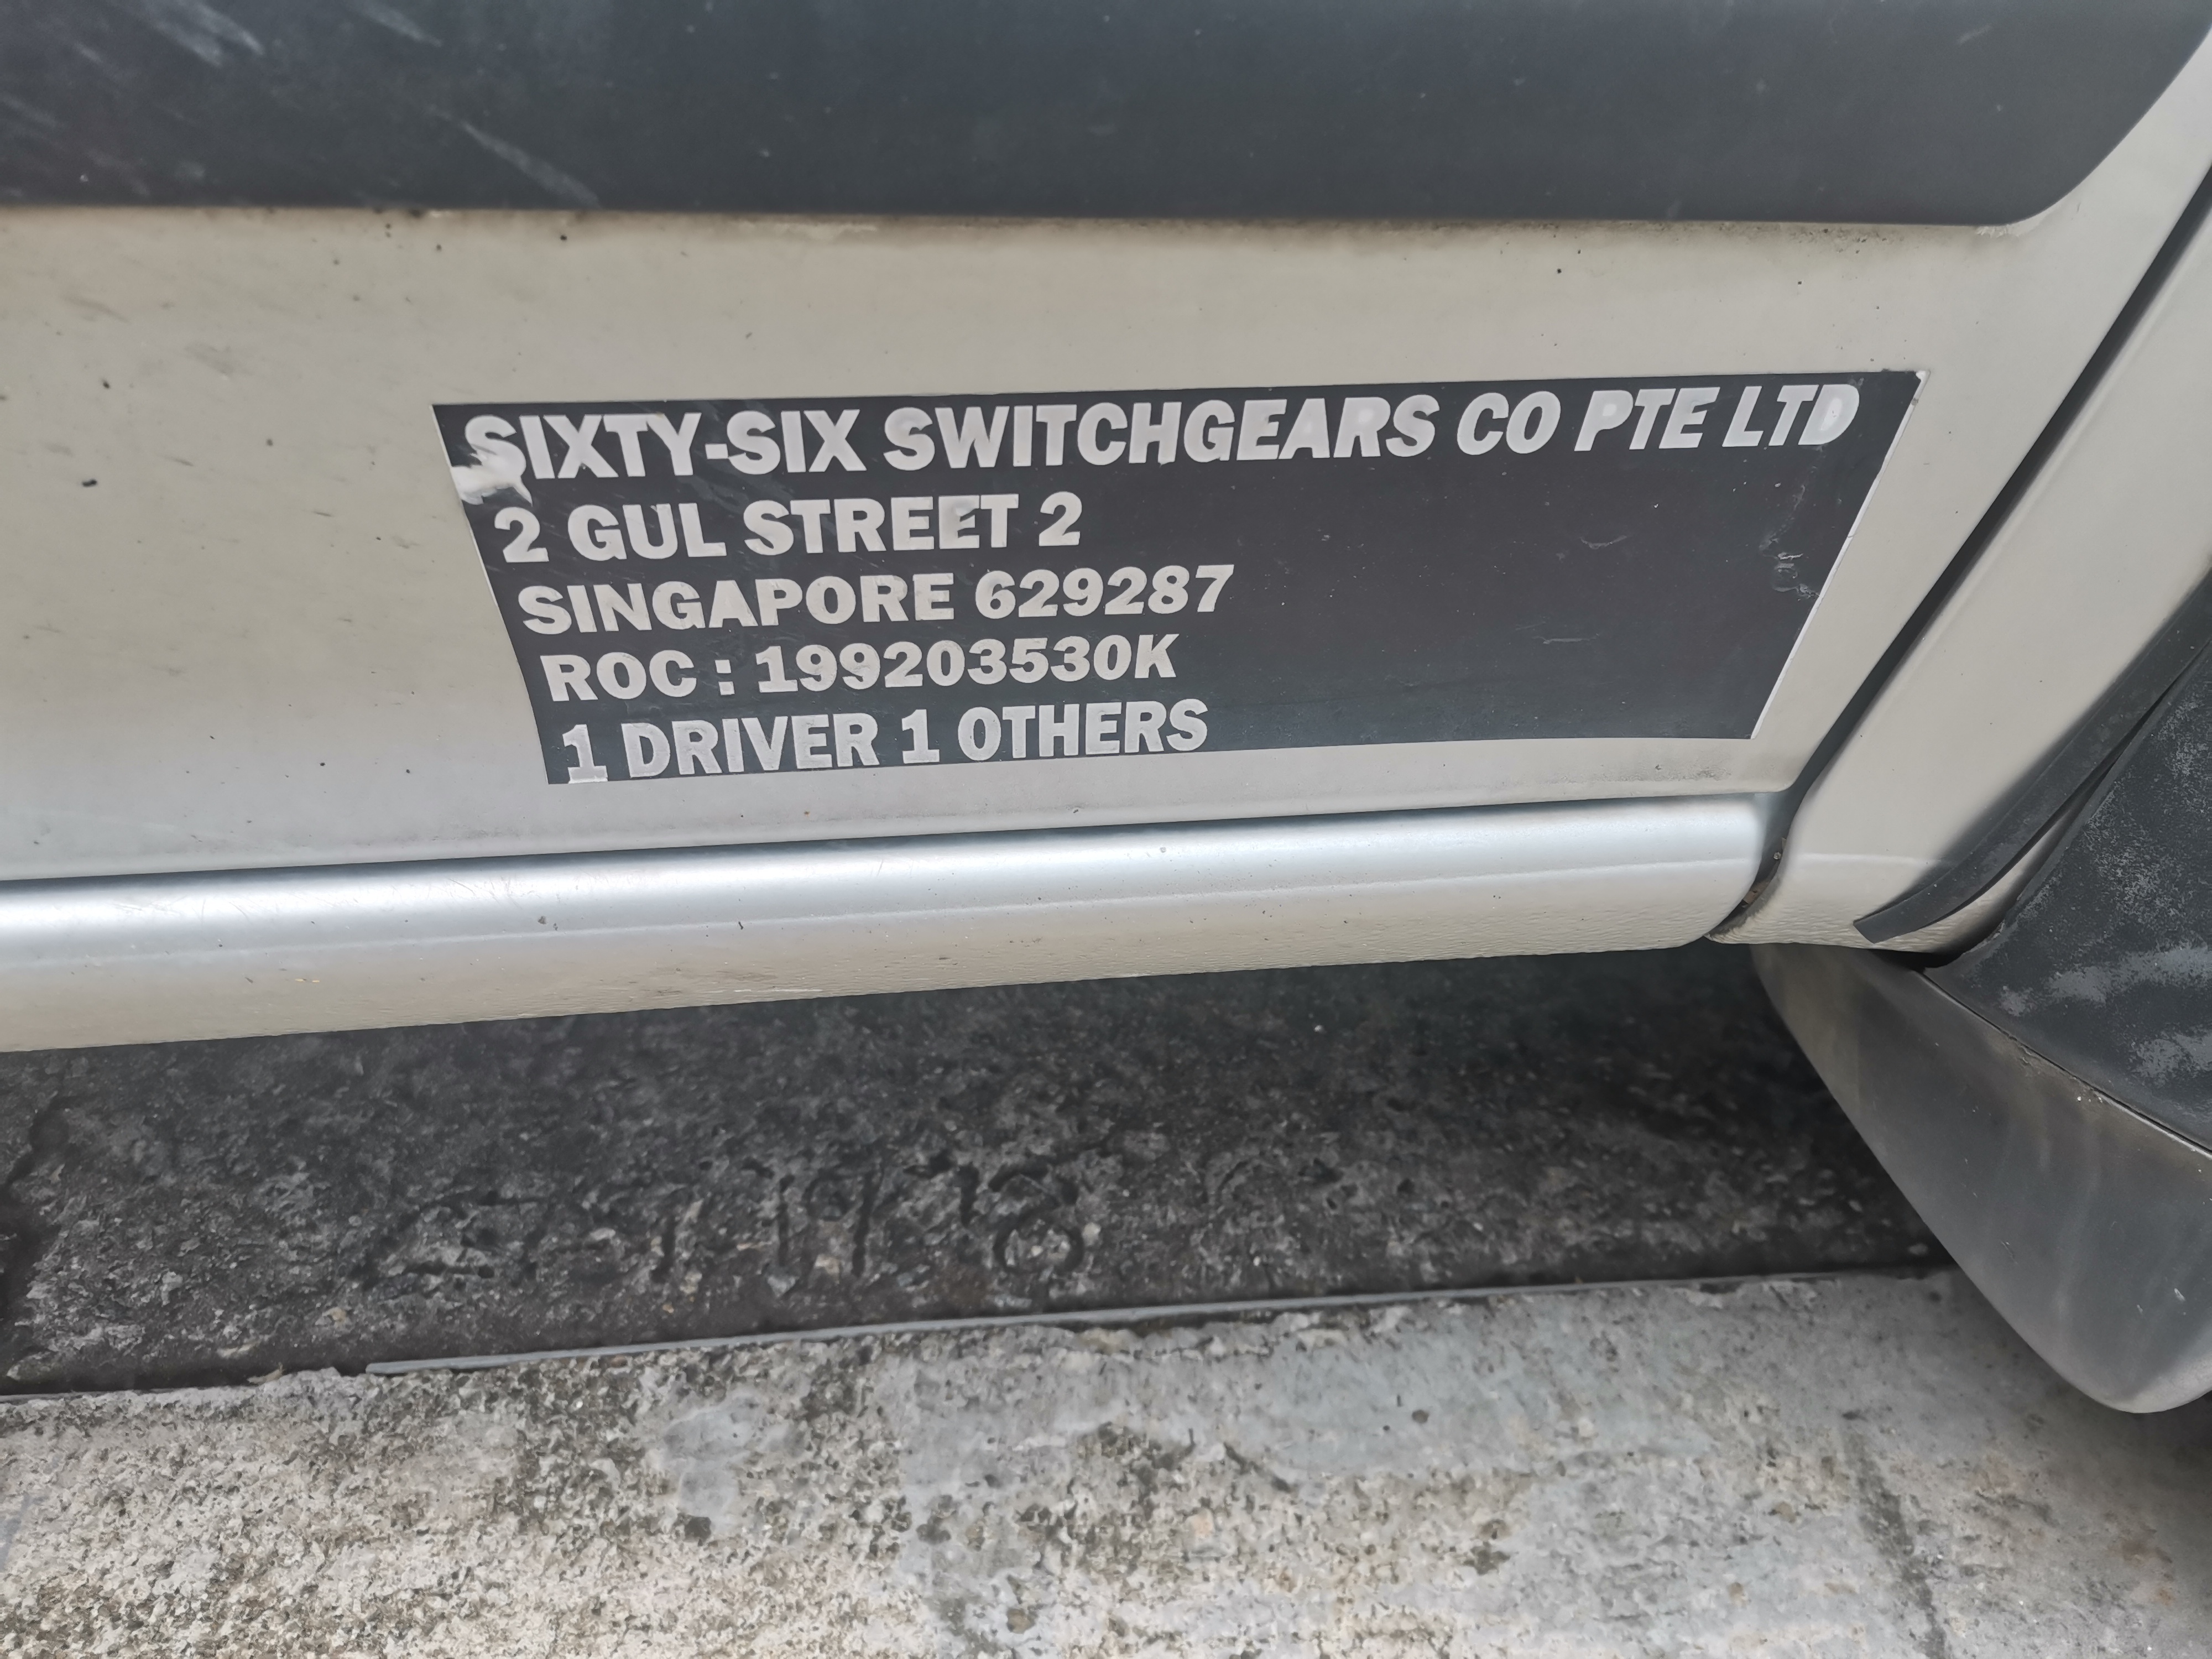 SIXTY-SIX SWITCHGEARS CO PTE LTD
2 GUL STREET 2
SINGAPORE 629287
ROC : 199203530K
1 DRIVER 1 OTHERS